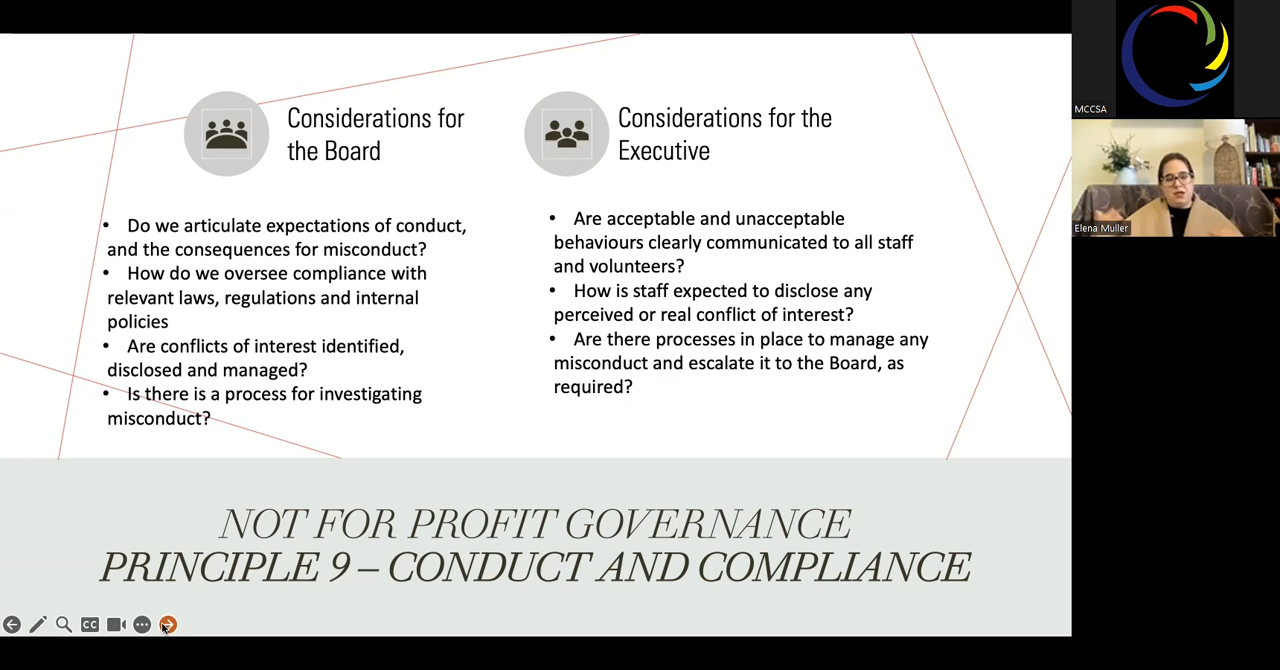 Considerations for
the Board
• Do we articulate expectations of conduct,
and the consequences for misconduct?
• How do we oversee compliance with
relevant laws, regulations and internal
policies
• Are conflicts of interest identified,
disclosed and managed?
• Is there is a process for investigating
misconduct?
Considerations for the
Executive
• Are acceptable and unacceptable
behaviours clearly communicated to all staff
and volunteers?
• How is staff expected to disclose any
perceived or real conflict of interest?
• Are there processes in place to manage any
misconduct and escalate it to the Board, as
required?
NOT FOR PROFIT GOVERNANCE
PRINCIPLE 9 – CONDUCT AND COMPLIANCE
CC
MCCSA
Elena Muller